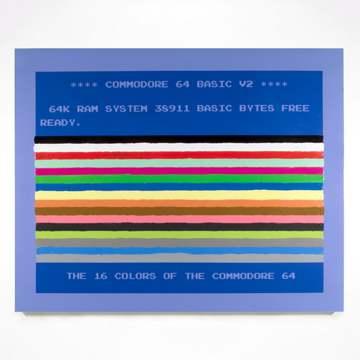 **** COMMODORE 64 BASIC V2 ****
64K RAM SYSTEM 38911 BASIC BYTES FREE
READY.
THE 16 COLORS OF THE COMMODORE 64